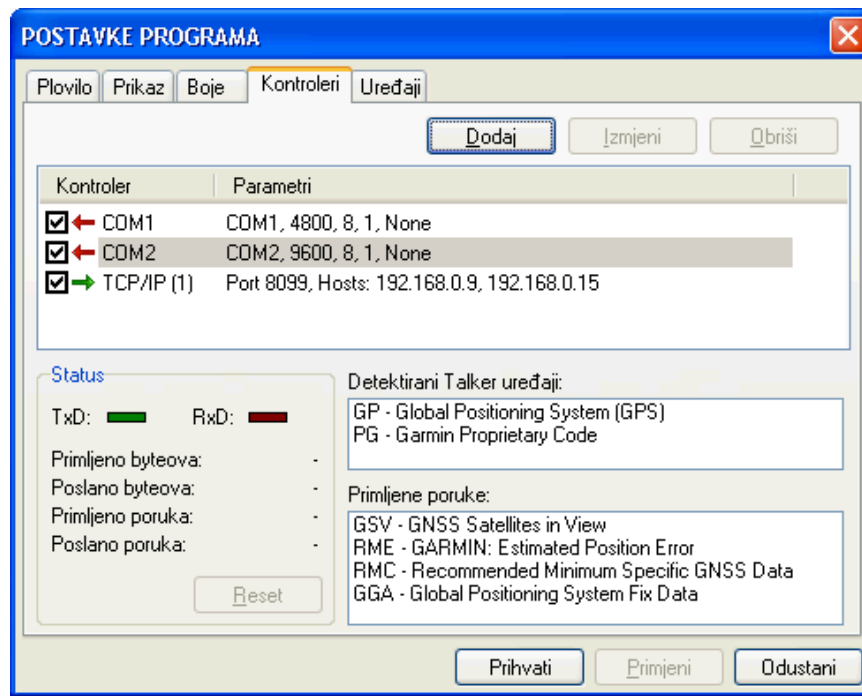 POSTAVKE PROGRAMA
Plovilo Prikaz Boje Kontroleri Uređaji
Dodaj Izmjeni Obriši
Kontroler Parametri
COM1 COM1, 4800, 8, 1, None
COM2 COM2, 9600, 8, 1, None
TCP/IP (1) Port 8099, Hosts: 192.168.0.9, 192.168.0.15
Status
TxD: RxD:
Primljeno byteova: -
Poslano byteova: -
Primljeno poruka: -
Poslano poruka: -
Reset
Detektirani Talker uređaji:
GP - Global Positioning System (GPS)
PG - Garmin Proprietary Code
Primljene poruke:
GSV - GNSS Satellites in View
RME - GARMIN: Estimated Position Error
RMC - Recommended Minimum Specific GNSS Data
GGA - Global Positioning System Fix Data
Prihvati Primjeni Odustani